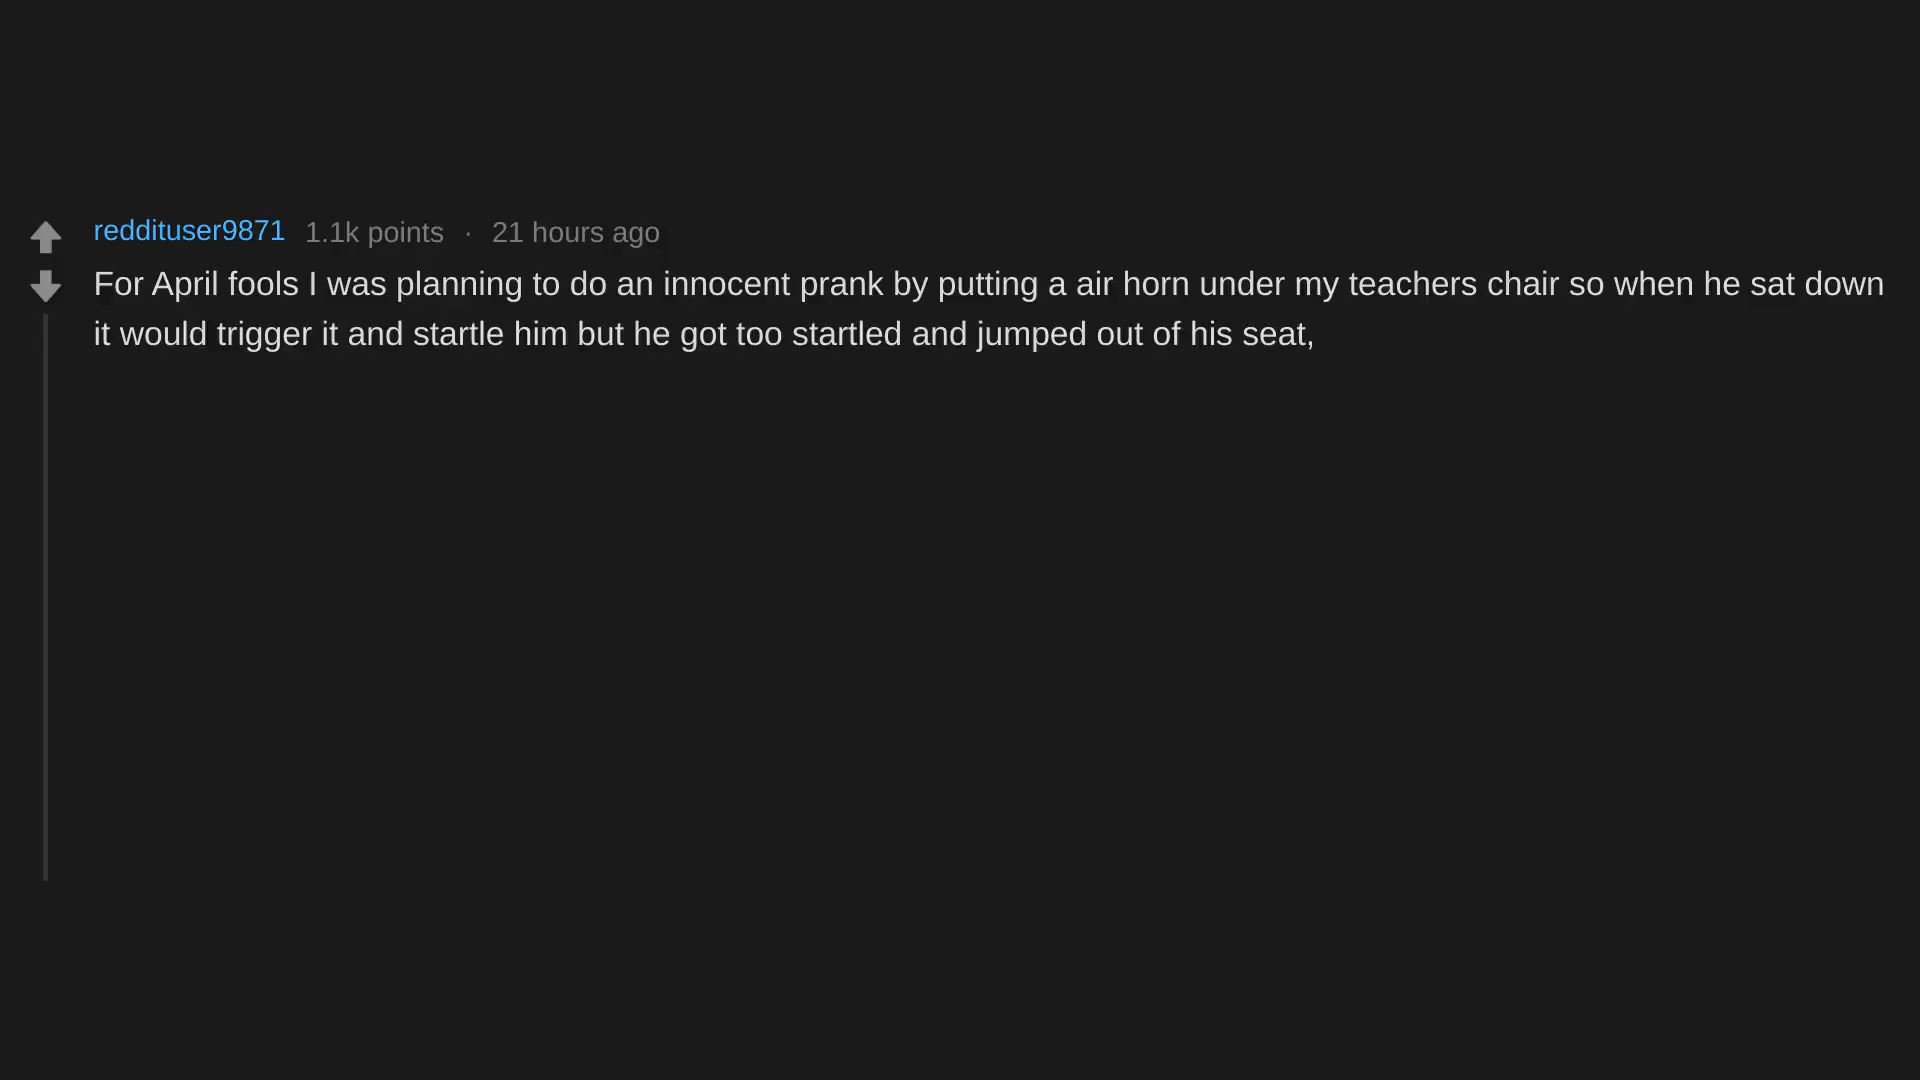 reddituser9871 1.1k points · 21 hours ago
For April fools I was planning to do an innocent prank by putting a air horn under my teachers chair so when he sat down
it would trigger it and startle him but he got too startled and jumped out of his seat,